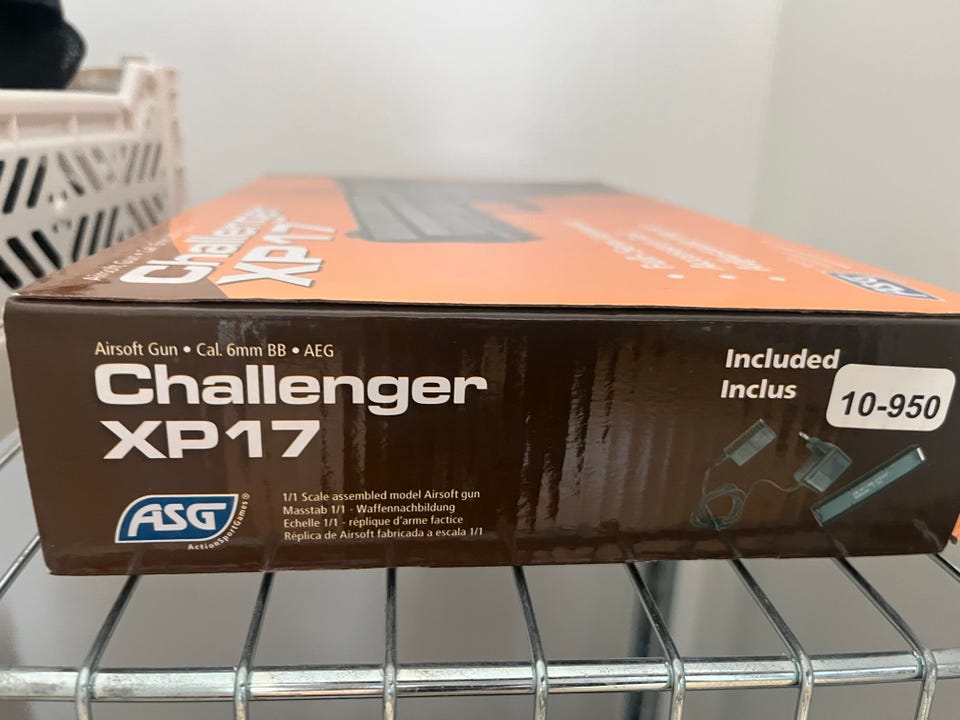 Challenger
XP17
Airsoft Gun • Cal. 6mm BB • AEG
Challenger
XP17
ASG
ActionSportGames®
1/1 Scale assembled model Airsoft gun
Masstab 1/1 - Waffennachbildung
Echelle 1/1 - réplique d'arme factice
Réplica de Airsoft fabricada a escala 1/1
Included
Inclus
10-950
ASG